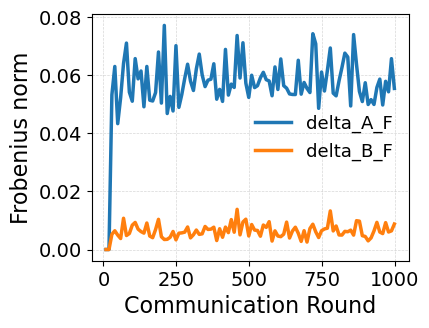 0.08
0.06
0.04
0.02
0.00
Frobenius norm
delta_A_F
delta_B_F
0 250 500 750 1000
Communication Round